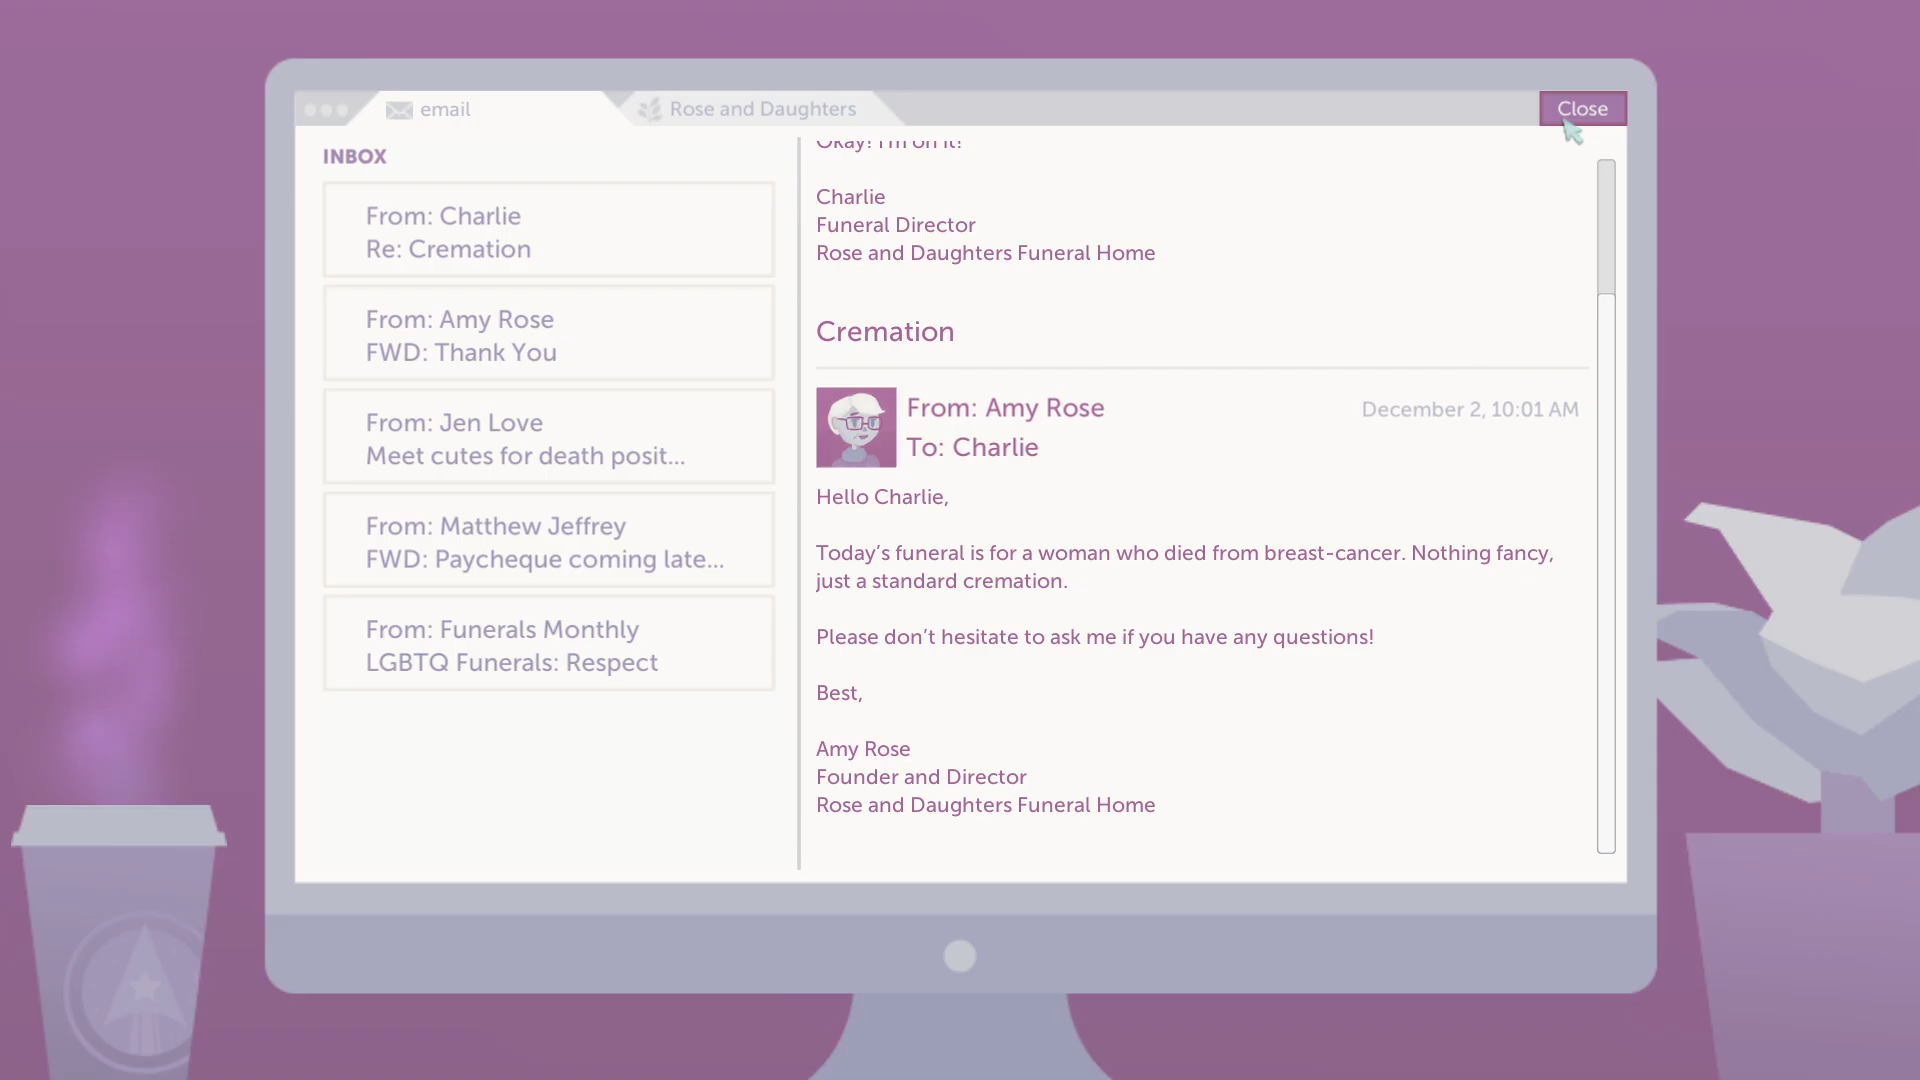 email
Rose and Daughters
Close
INBOX
From: Charlie
Re: Cremation
From: Amy Rose
FWD: Thank You
From: Jen Love
Meet cutes for death posit...
From: Matthew Jeffrey
FWD: Paycheque coming late...
From: Funerals Monthly
LGBTQ Funerals: Respect
Okay! I'm on it!
Charlie
Funeral Director
Rose and Daughters Funeral Home
Cremation
From: Amy Rose
December 2, 10:01 AM
To: Charlie
Hello Charlie,
Today's funeral is for a woman who died from breast-cancer. Nothing fancy,
just a standard cremation.
Please don't hesitate to ask me if you have any questions!
Best,
Amy Rose
Founder and Director
Rose and Daughters Funeral Home